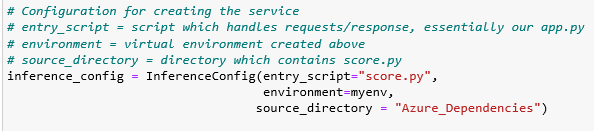 # Configuration for creating the service
# entry_script = script which handles requests/response, essentially our app.py
# environment = virtual environment created above
# source_directory = directory which contains score.py
inference_config = InferenceConfig(entry_script="score.py",
                                   environment=myenv,
                                  source_directory = "Azure_Dependencies")